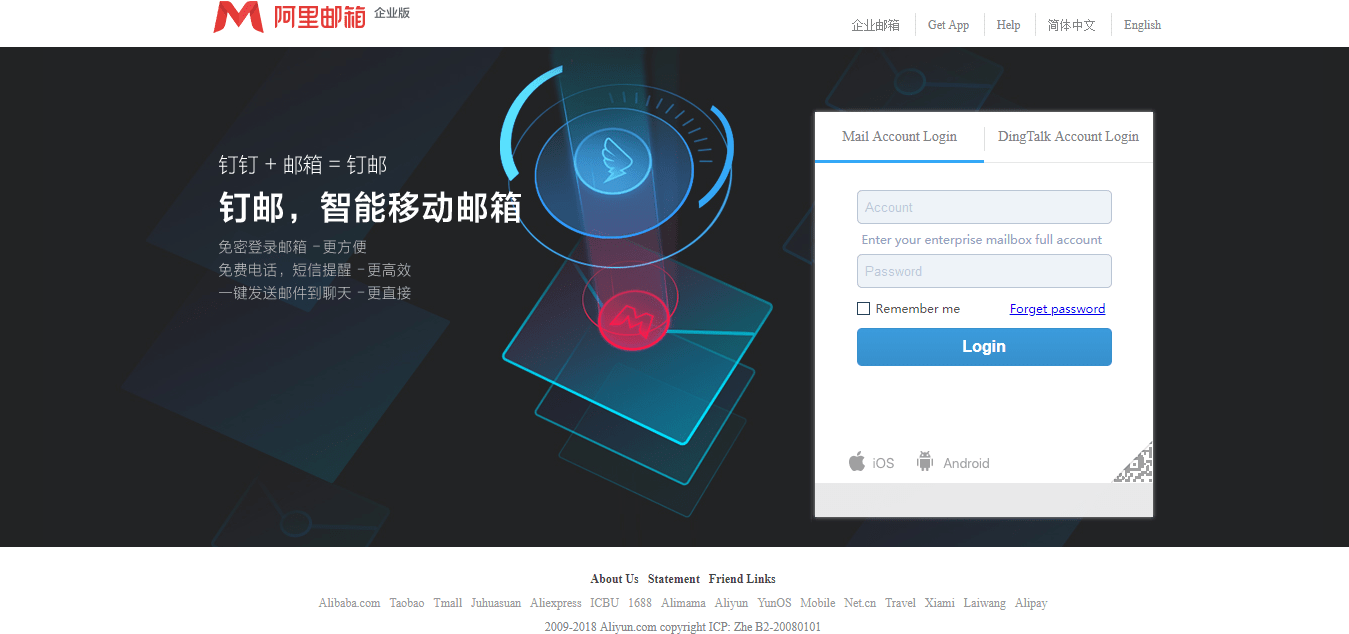 阿里邮箱 企业版
企业邮箱 Get App Help 简体中文 English
Mail Account Login DingTalk Account Login
钉钉 + 邮箱 = 钉邮
钉邮，智能移动邮箱
免密登录邮箱 - 更方便
免费电话，短信提醒 - 更高效
一键发送邮件到聊天 - 更直接
Account
Enter your enterprise mailbox full account
Password
Remember me Forget password
Login
iOS Android
About Us Statement Friend Links
Alibaba.com Taobao Tmall Juhuasuan Aliexpress ICBU 1688 Alimama Aliyun YunOS Mobile Net.cn Travel Xiami Laiwang Alipay
2009-2018 Aliyun.com copyright ICP: Zhe B2-20080101